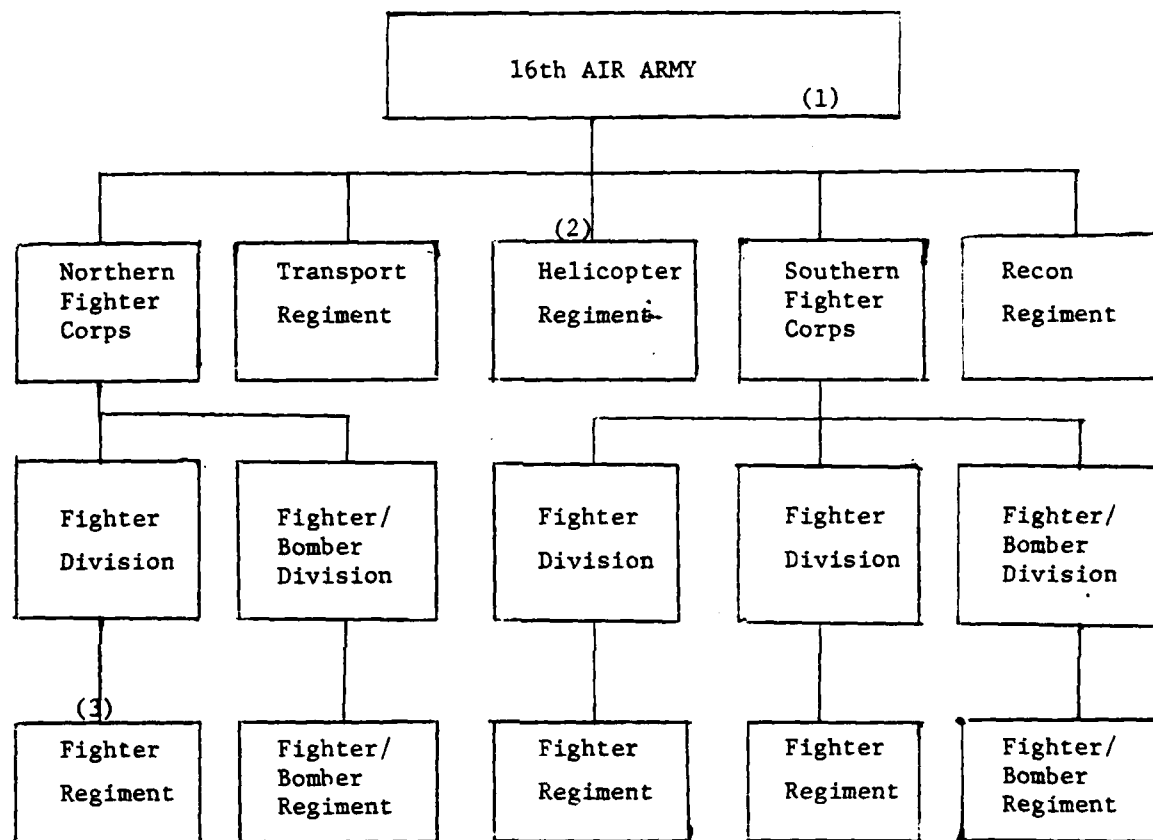 16th AIR ARMY
(1)
Northern
Fighter
Corps
Transport
Regiment
(2)
Helicopter
Regiment
Southern
Fighter
Corps
Recon
Regiment
Fighter
Division
Fighter/
Bomber
Division
Fighter
Division
Fighter
Division
Fighter/
Bomber
Division
(3)
Fighter
Regiment
Fighter/
Bomber
Regiment
Fighter
Regiment
Fighter
Regiment
Fighter/
Bomber
Regiment